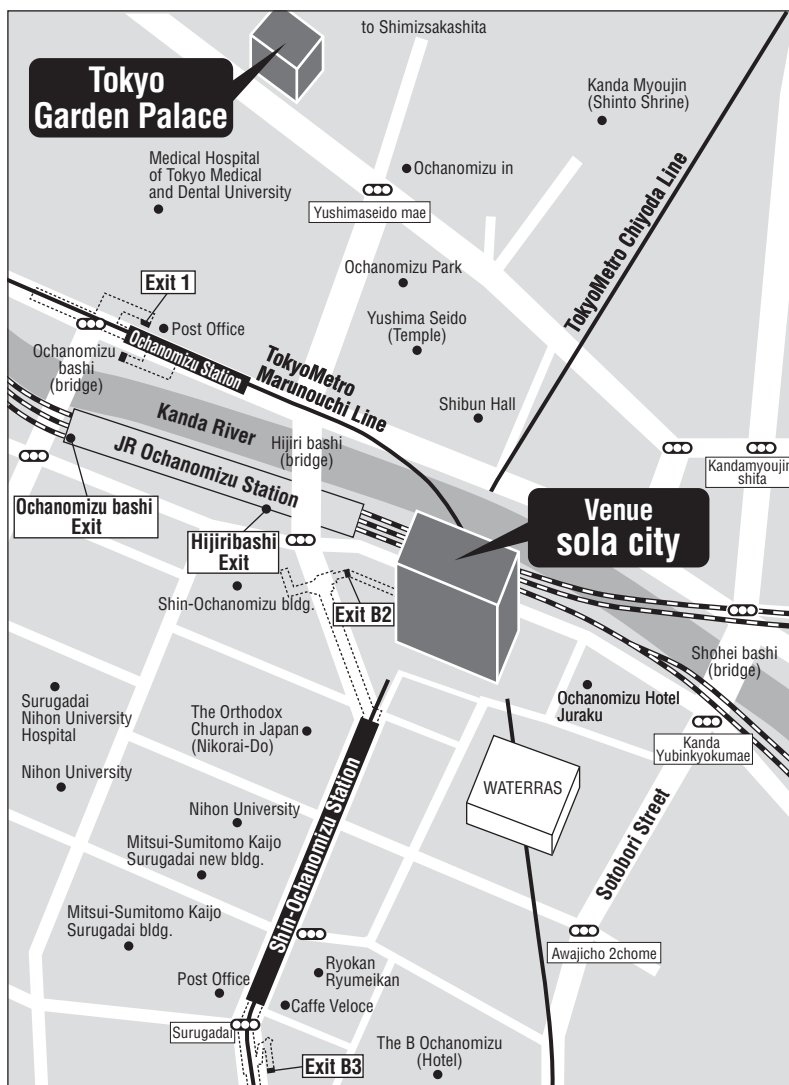 to Shimizsakashita
Tokyo
Garden Palace
Kanda Myoujin
(Shinto Shrine)
Medical Hospital
of Tokyo Medical
and Dental University
Ochanomizu in
Yushimaseido mae
TokyoMetro Chiyoda Line
Ochanomizu Park
Exit 1
Post Office
Yushima Seido
(Temple)
Ochanomizu Station
Ochanomizu
bashi
(bridge)
TokyoMetro
Marunouchi Line
Shibun Hall
Kanda River
Hijiri bashi
(bridge)
JR Ochanomizu Station
Kandamyoujin
shita
Ochanomizu bashi
Exit
Hijiribashi
Exit
Venue
sola city
Shin-Ochanomizu bldg.
Exit B2
Shohei bashi
(bridge)
Surugadai
Nihon University
Hospital
The Orthodox
Church in Japan
(Nikorai-Do)
Ochanomizu Hotel
Juraku
Kanda
Yubinkyokumae
Nihon University
WATERRAS
Nihon University
Shin-Ochanomizu Station
Sotobori Street
Mitsui-Sumitomo Kaijo
Surugadai new bldg.
Mitsui-Sumitomo Kaijo
Surugadai bldg.
Awajicho 2chome
Ryokan
Ryumeikan
Post Office
Caffe Veloce
Surugadai
The B Ochanomizu
(Hotel)
Exit B3